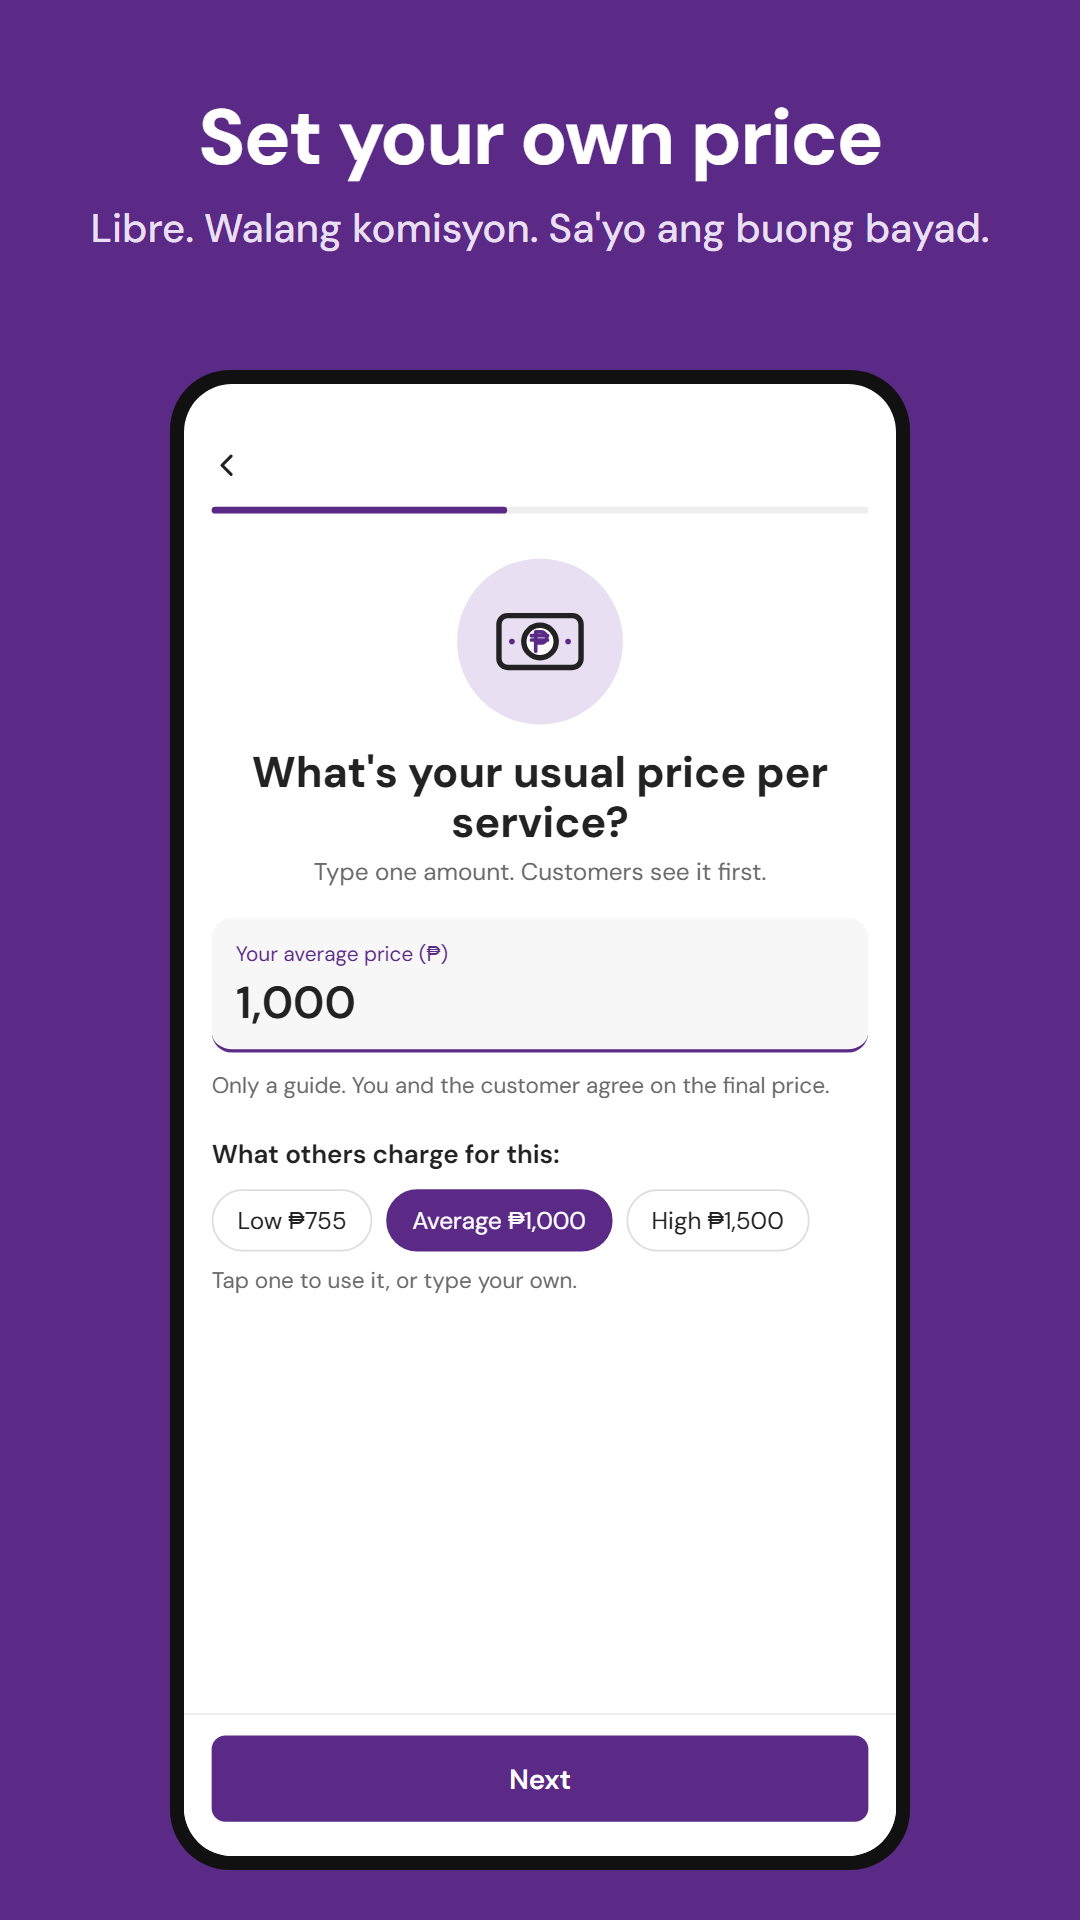 Set your own price
Libre. Walang komisyon. Sa'yo ang buong bayad.
₱
What's your usual price per
service?
Type one amount. Customers see it first.
Your average price (₱)
1,000
Only a guide. You and the customer agree on the final price.
What others charge for this:
Low ₱755
Average ₱1,000
High ₱1,500
Tap one to use it, or type your own.
Next